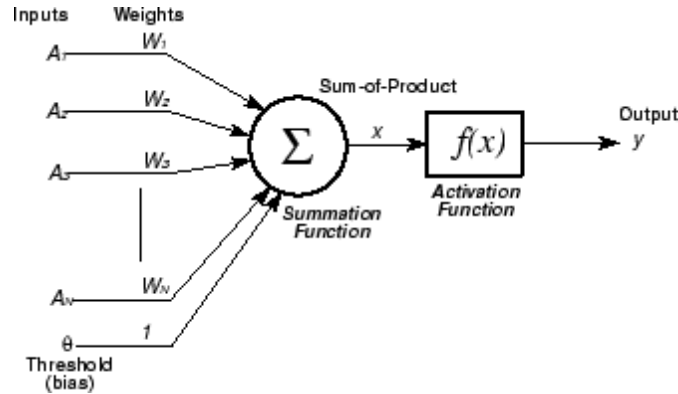 Inputs Weights
A₁ W₁
Sum-of-Product
A₂ W₂
Output
Σ x f(x) y
A₃ W₃
Activation
Function
Summation
Function
Aₙ Wₙ
θ 1
Threshold
(bias)